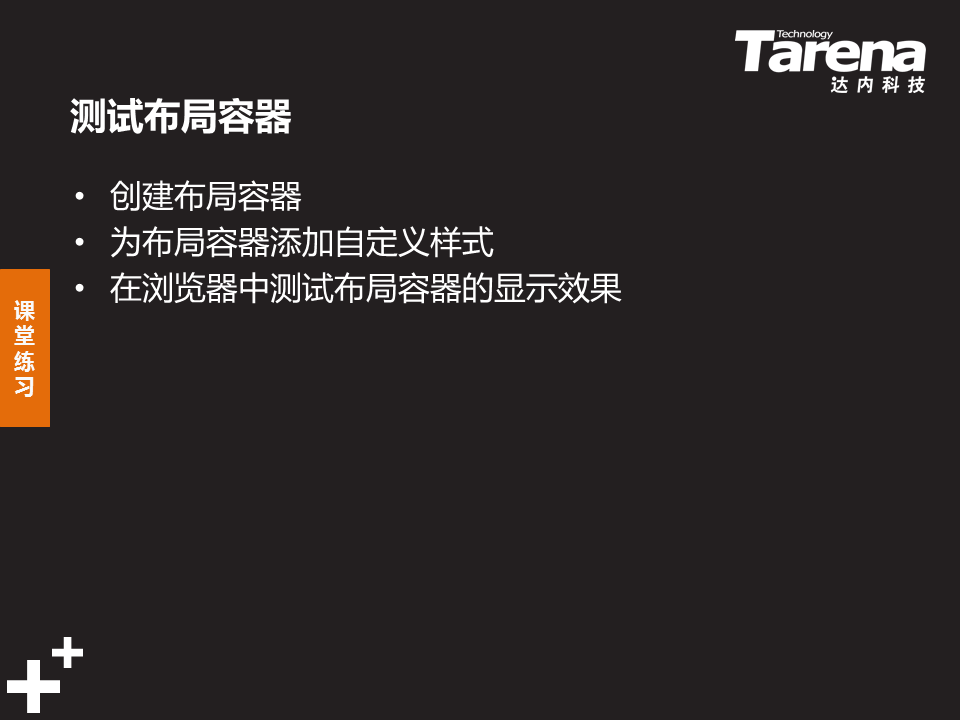 Technology
Tarena
达内科技
测试布局容器
• 创建布局容器
• 为布局容器添加自定义样式
• 在浏览器中测试布局容器的显示效果
课
堂
练
习